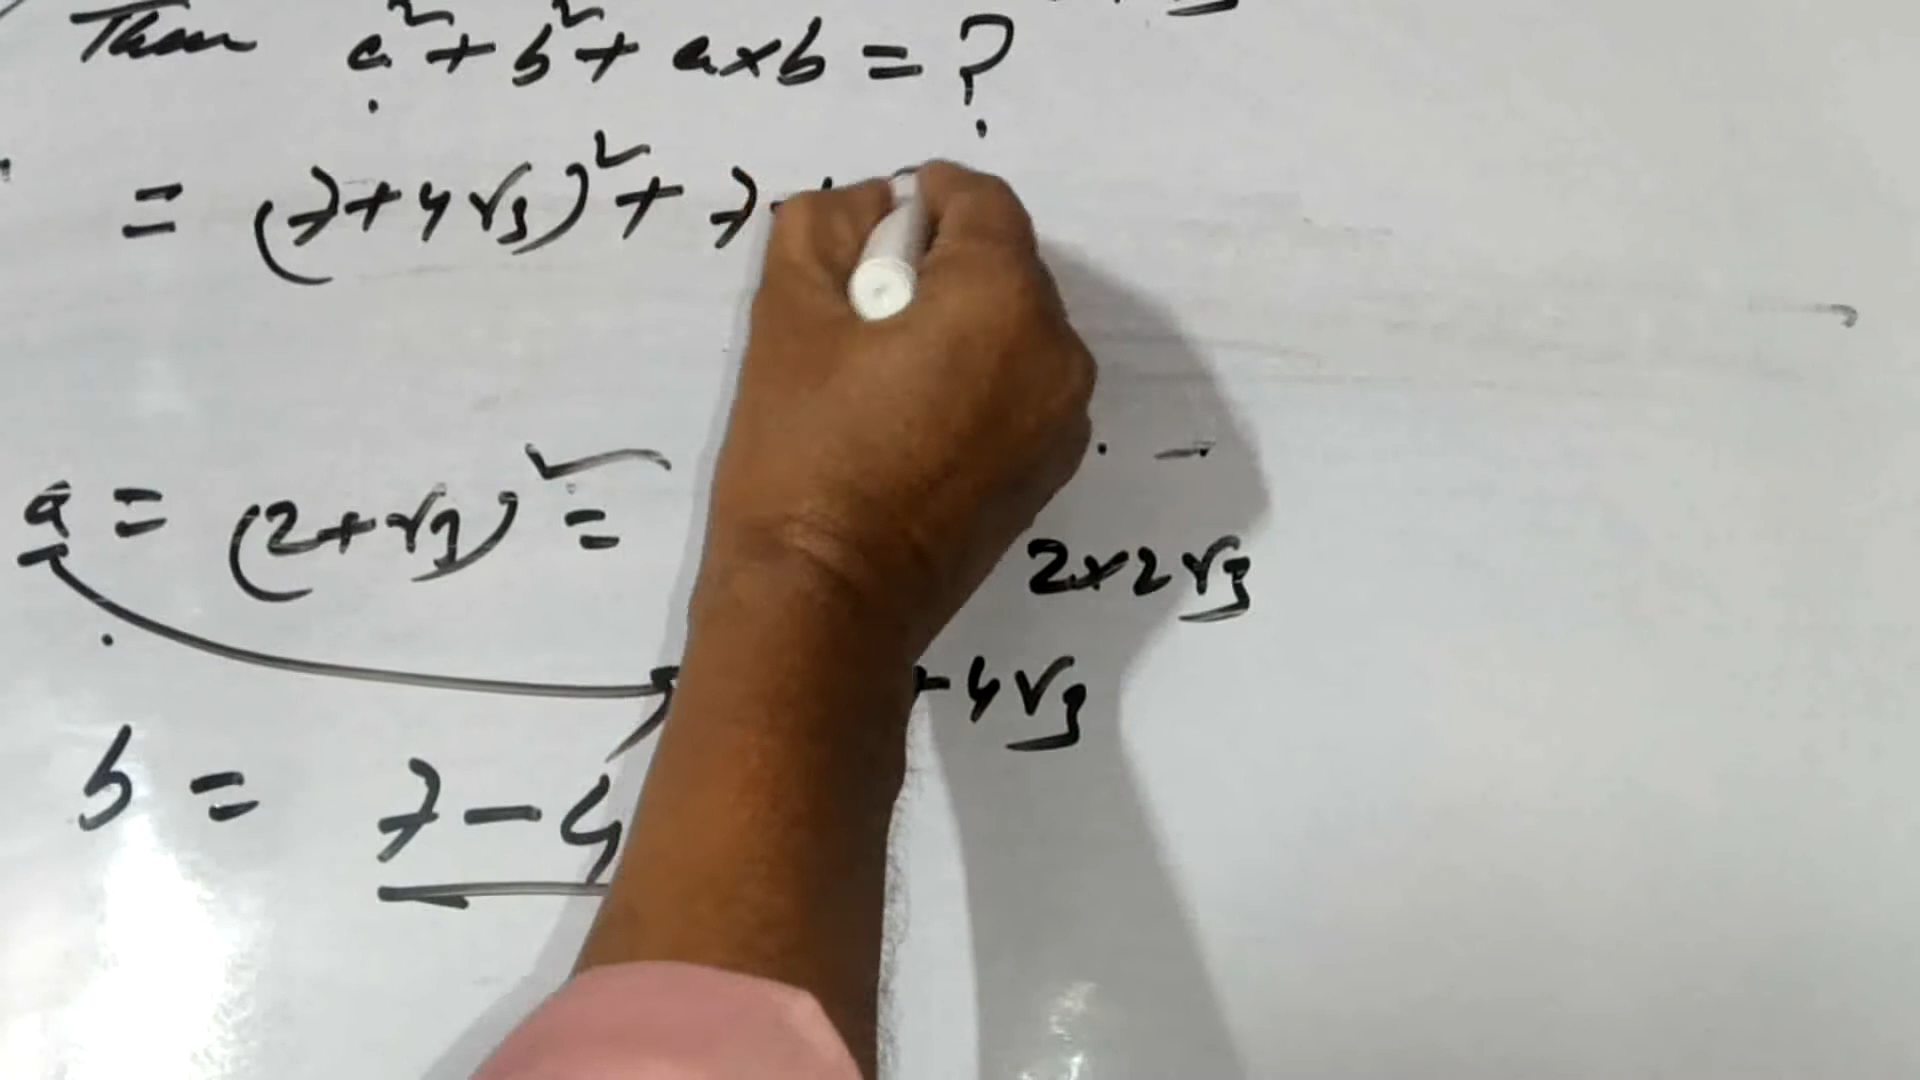 Then a² + b² + a×b = ?
= (7+4√3)² + 7
a = (2+√3)² =
2×2√3
4√3
b = 7-4